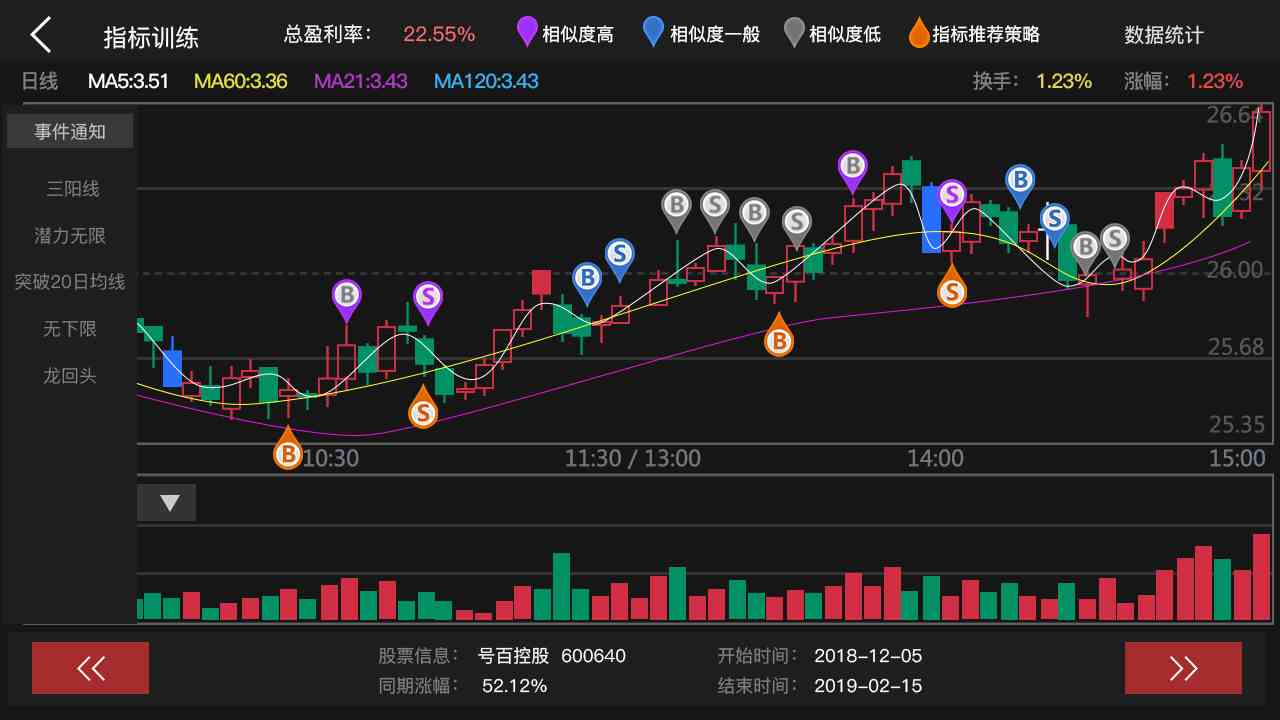 指标训练 总盈利率： 22.55% 相似度高 相似度一般 相似度低 指标推荐策略 数据统计
日线 MA5:3.51 MA60:3.36 MA21:3.43 MA120:3.43 换手： 1.23% 涨幅： 1.23%
事件通知
三阳线
潜力无限
突破20日均线
无下限
龙回头
26.64
B S B S B S B S B S B S B S
26.00
S
B
B S
25.68
S
25.35
B
10:30 11:30 / 13:00 14:00 15:00
股票信息： 号百控股 600640 开始时间： 2018-12-05
同期涨幅： 52.12% 结束时间： 2019-02-15